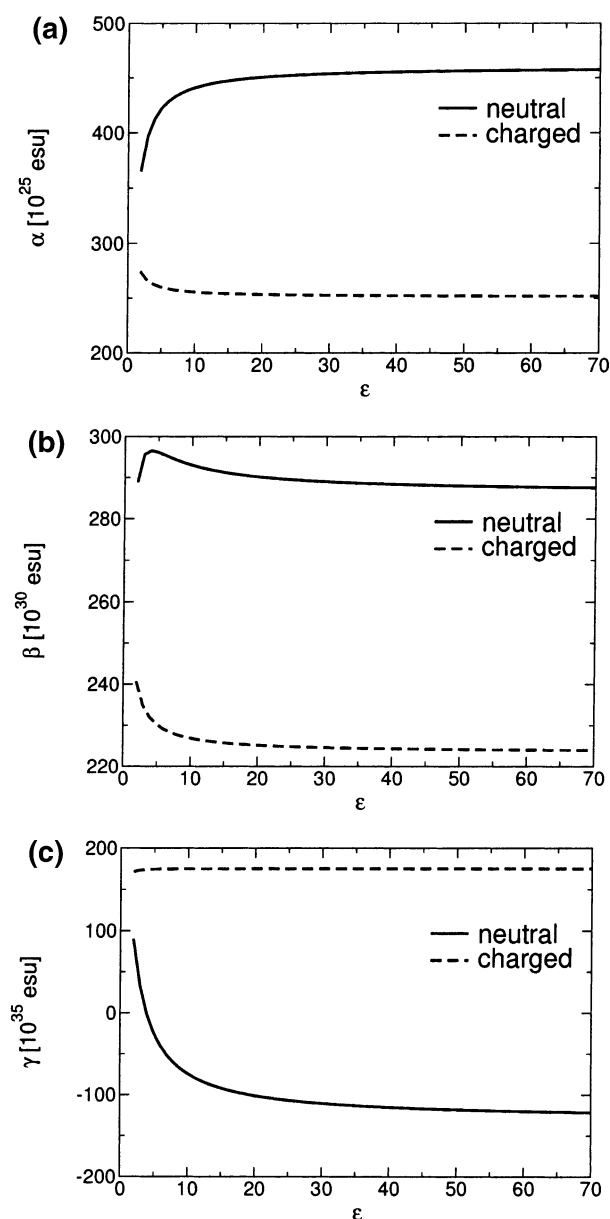 (a)
500
400
300
200
α [10^25 esu]
neutral
charged
0 10 20 30 40 50 60 70
ε
(b)
300
280
260
240
220
β [10^30 esu]
neutral
charged
0 10 20 30 40 50 60 70
ε
(c)
200
100
0
-100
-200
γ [10^35 esu]
neutral
charged
0 10 20 30 40 50 60 70
ε